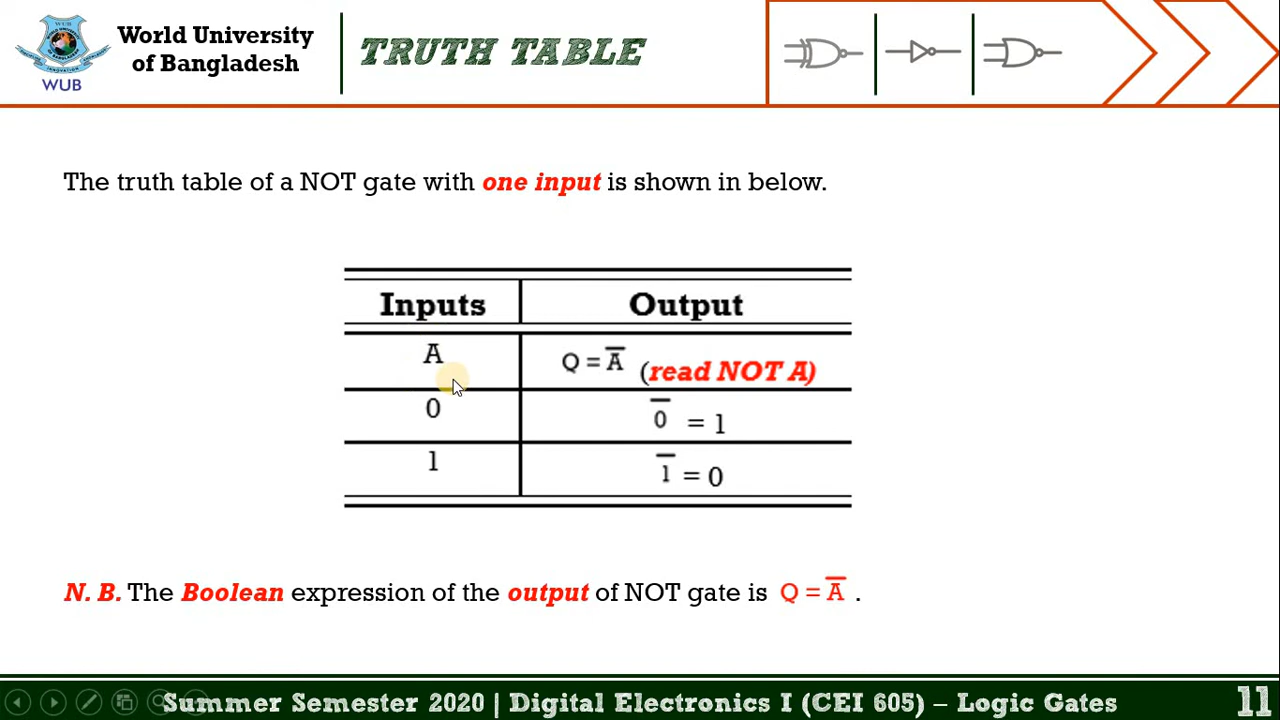 World University
of Bangladesh
WUB
TRUTH TABLE
The truth table of a NOT gate with one input is shown in below.
Inputs Output
A Q = A̅ (read NOT A)
0 0̅ = 1
1 1̅ = 0
N. B. The Boolean expression of the output of NOT gate is Q = A̅ .
Summer Semester 2020 | Digital Electronics I (CEI 605) – Logic Gates 11